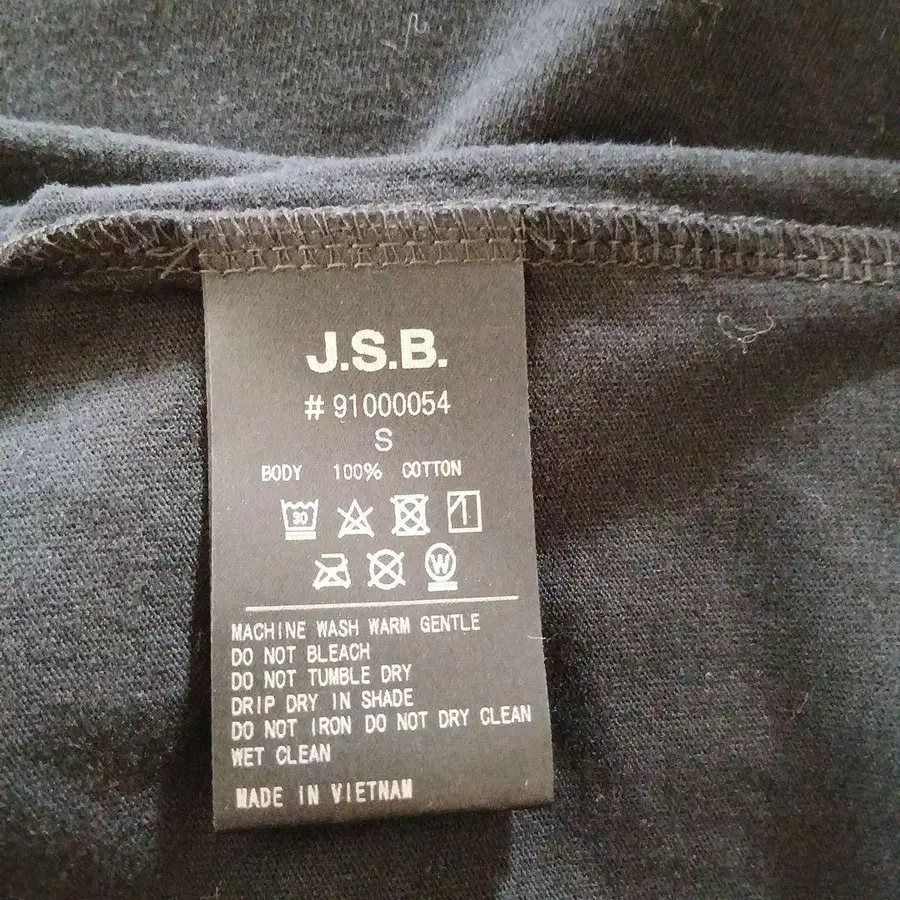 J.S.B.
# 91000054
S
BODY 100% COTTON
30
W
MACHINE WASH WARM GENTLE
DO NOT BLEACH
DO NOT TUMBLE DRY
DRIP DRY IN SHADE
DO NOT IRON DO NOT DRY CLEAN
WET CLEAN
MADE IN VIETNAM